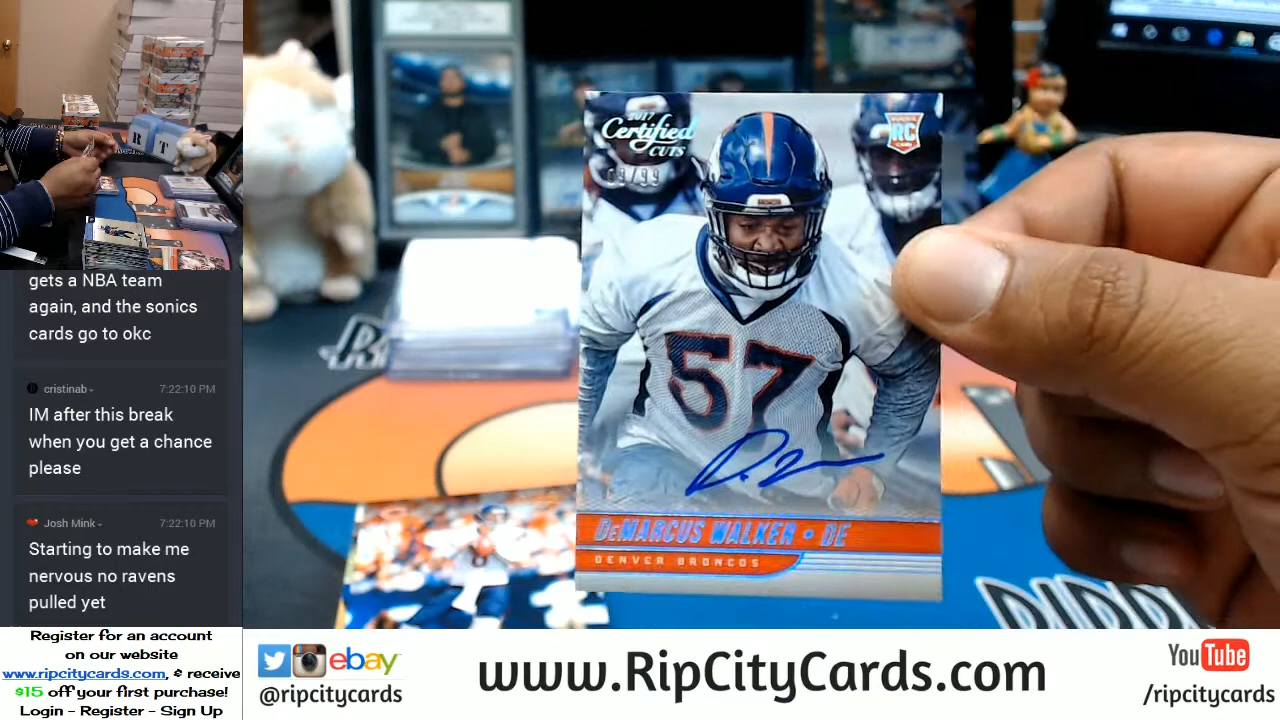 gets a NBA team
again, and the sonics
cards go to okc
cristinab
7:22:10 PM
IM after this break
when you get a chance
please
Josh Mink
7:22:10 PM
Starting to make me
nervous no ravens
pulled yet
Register for an account
on our website
www.ripcitycards.com, & receive
$15 off your first purchase!
Login - Register - Sign Up
R T
2017
Certified
CUTS
RC
57
DEMARCUS WALKER • DE
DENVER BRONCOS
ebay
@ripcitycards
www.RipCityCards.com
YouTube
/ripcitycards